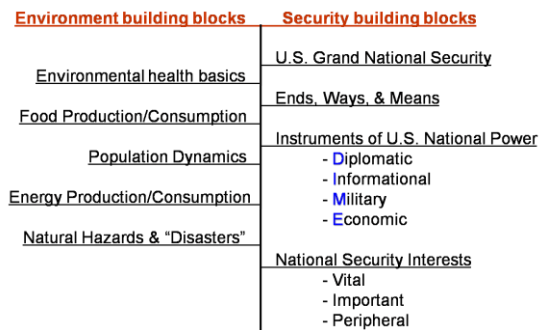 Environment building blocks
Security building blocks
Environmental health basics
Food Production/Consumption
Population Dynamics
Energy Production/Consumption
Natural Hazards & “Disasters”
U.S. Grand National Security
Ends, Ways, & Means
Instruments of U.S. National Power
- Diplomatic
- Informational
- Military
- Economic
National Security Interests
- Vital
- Important
- Peripheral